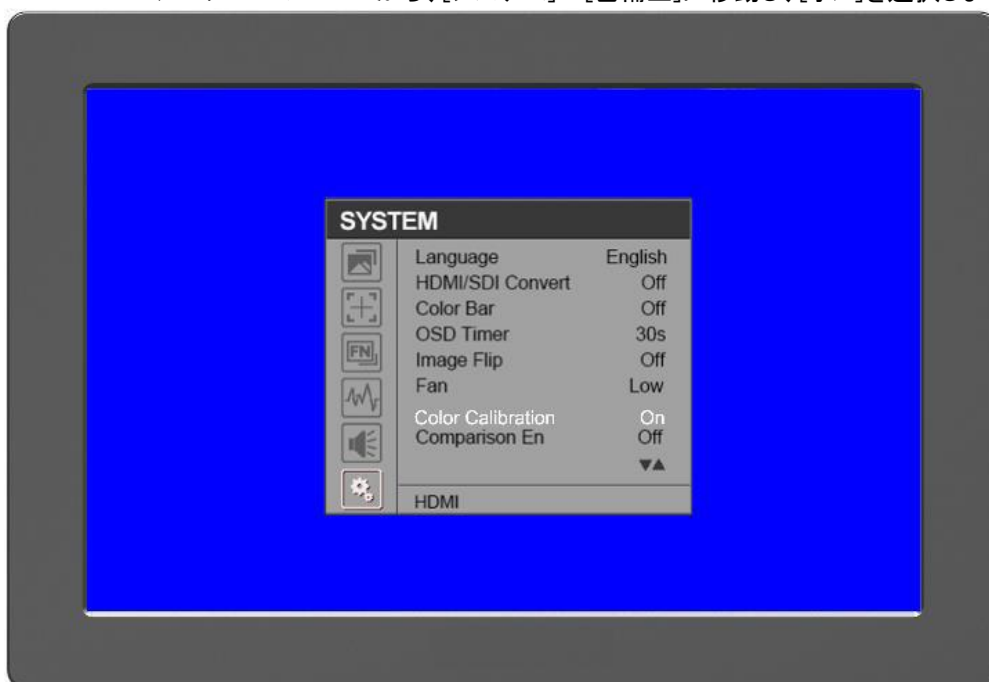 SYSTEM
Language English
HDMI/SDI Convert Off
Color Bar Off
OSD Timer 30s
Image Flip Off
Fan Low
Color Calibration On
Comparison En Off
▼▲
FN
HDMI